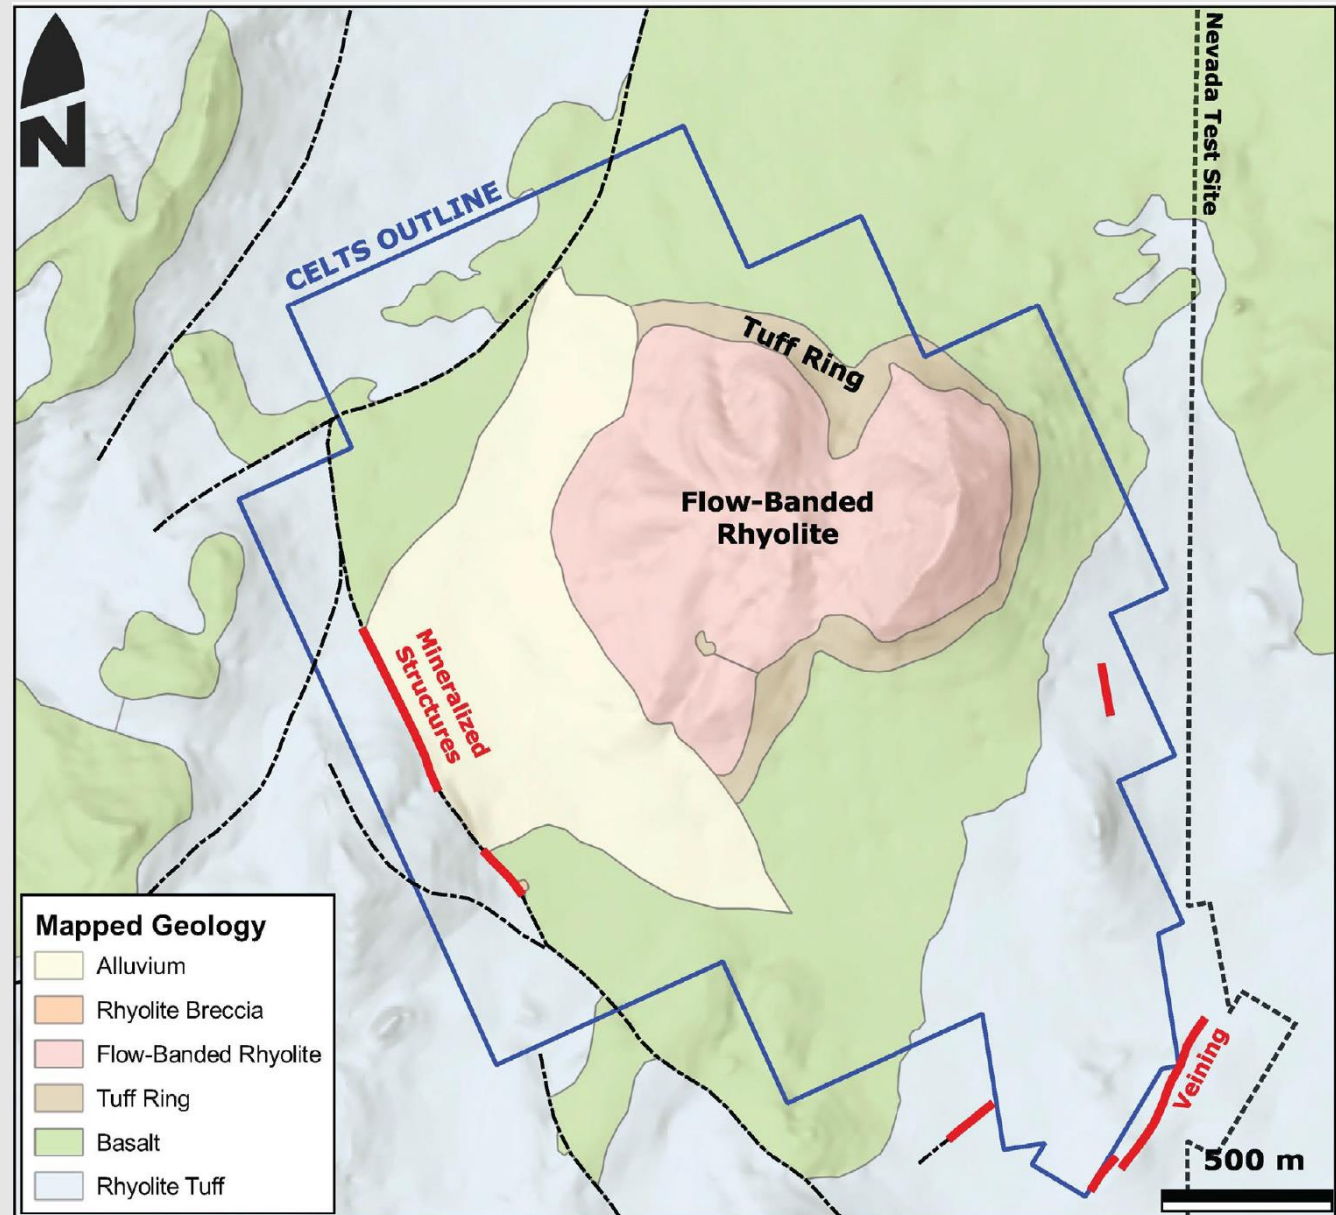 N
Nevada Test Site
CELTS OUTLINE
Tuff Ring
Flow-Banded
Rhyolite
Mineralized
Structures
Mapped Geology
Alluvium
Rhyolite Breccia
Flow-Banded Rhyolite
Tuff Ring
Basalt
Rhyolite Tuff
Veining
500 m